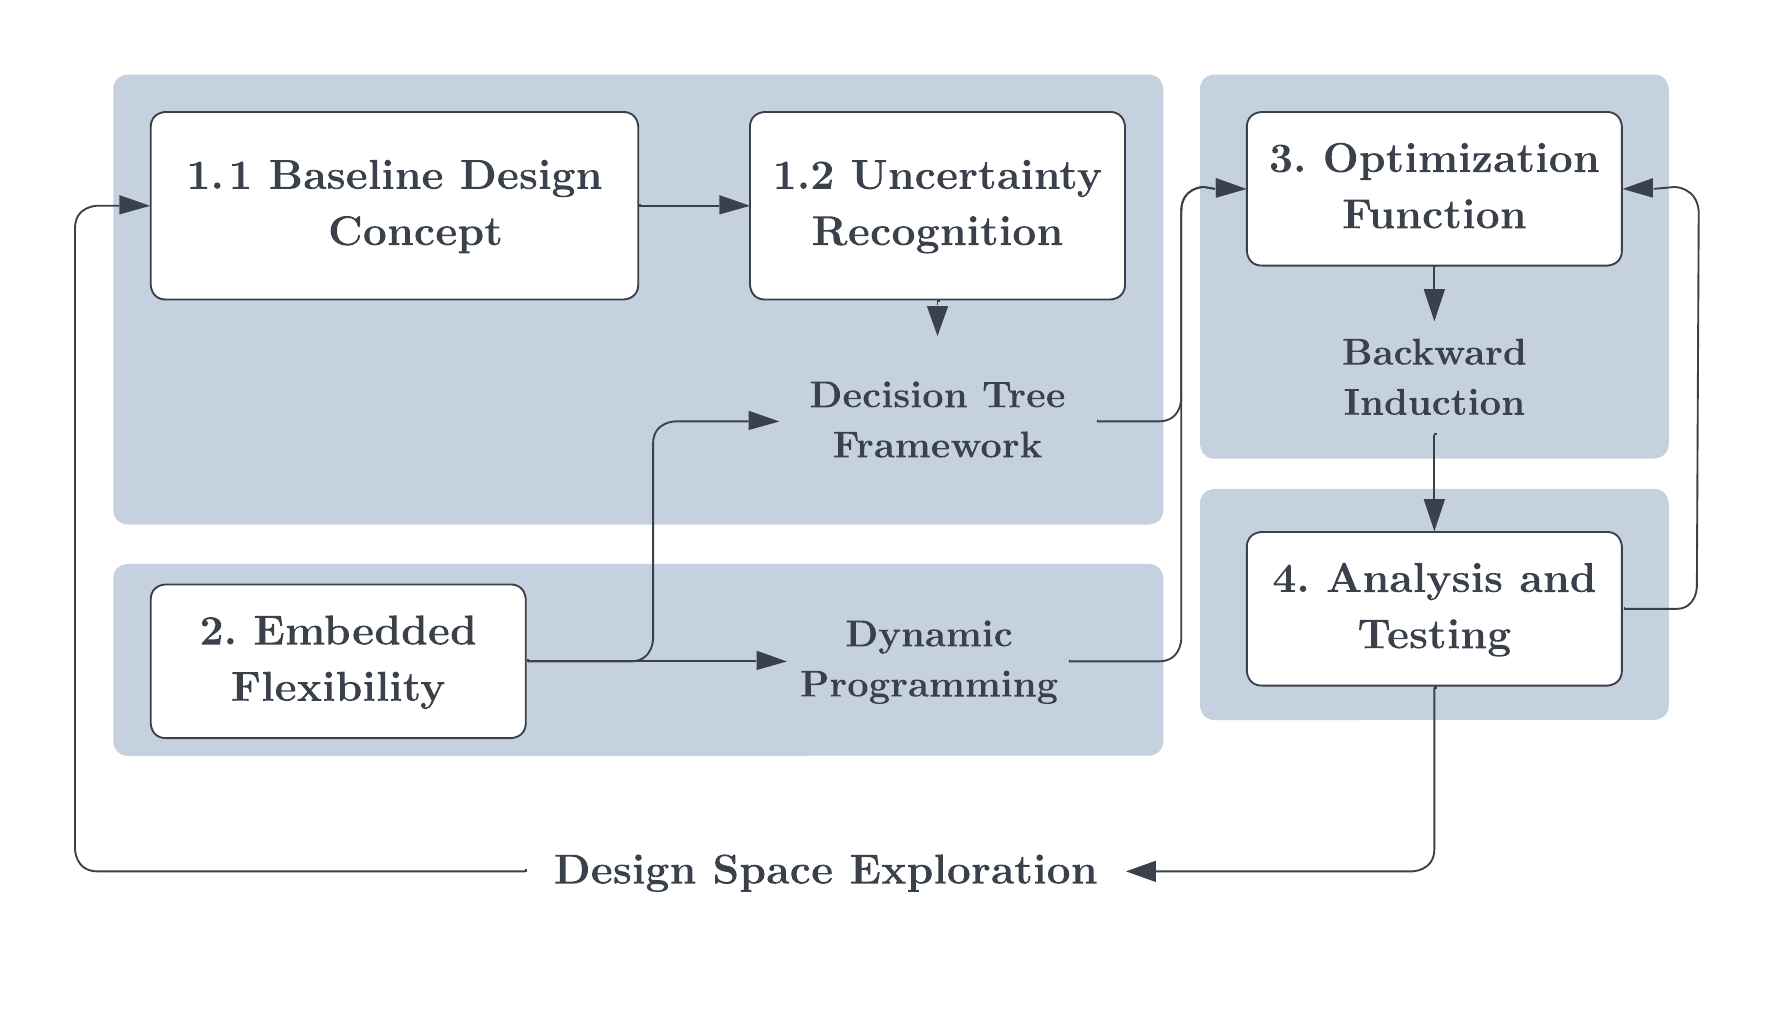 1.1 Baseline Design
Concept
1.2 Uncertainty
Recognition
Decision Tree
Framework
2. Embedded
Flexibility
Dynamic
Programming
3. Optimization
Function
Backward
Induction
4. Analysis and
Testing
Design Space Exploration